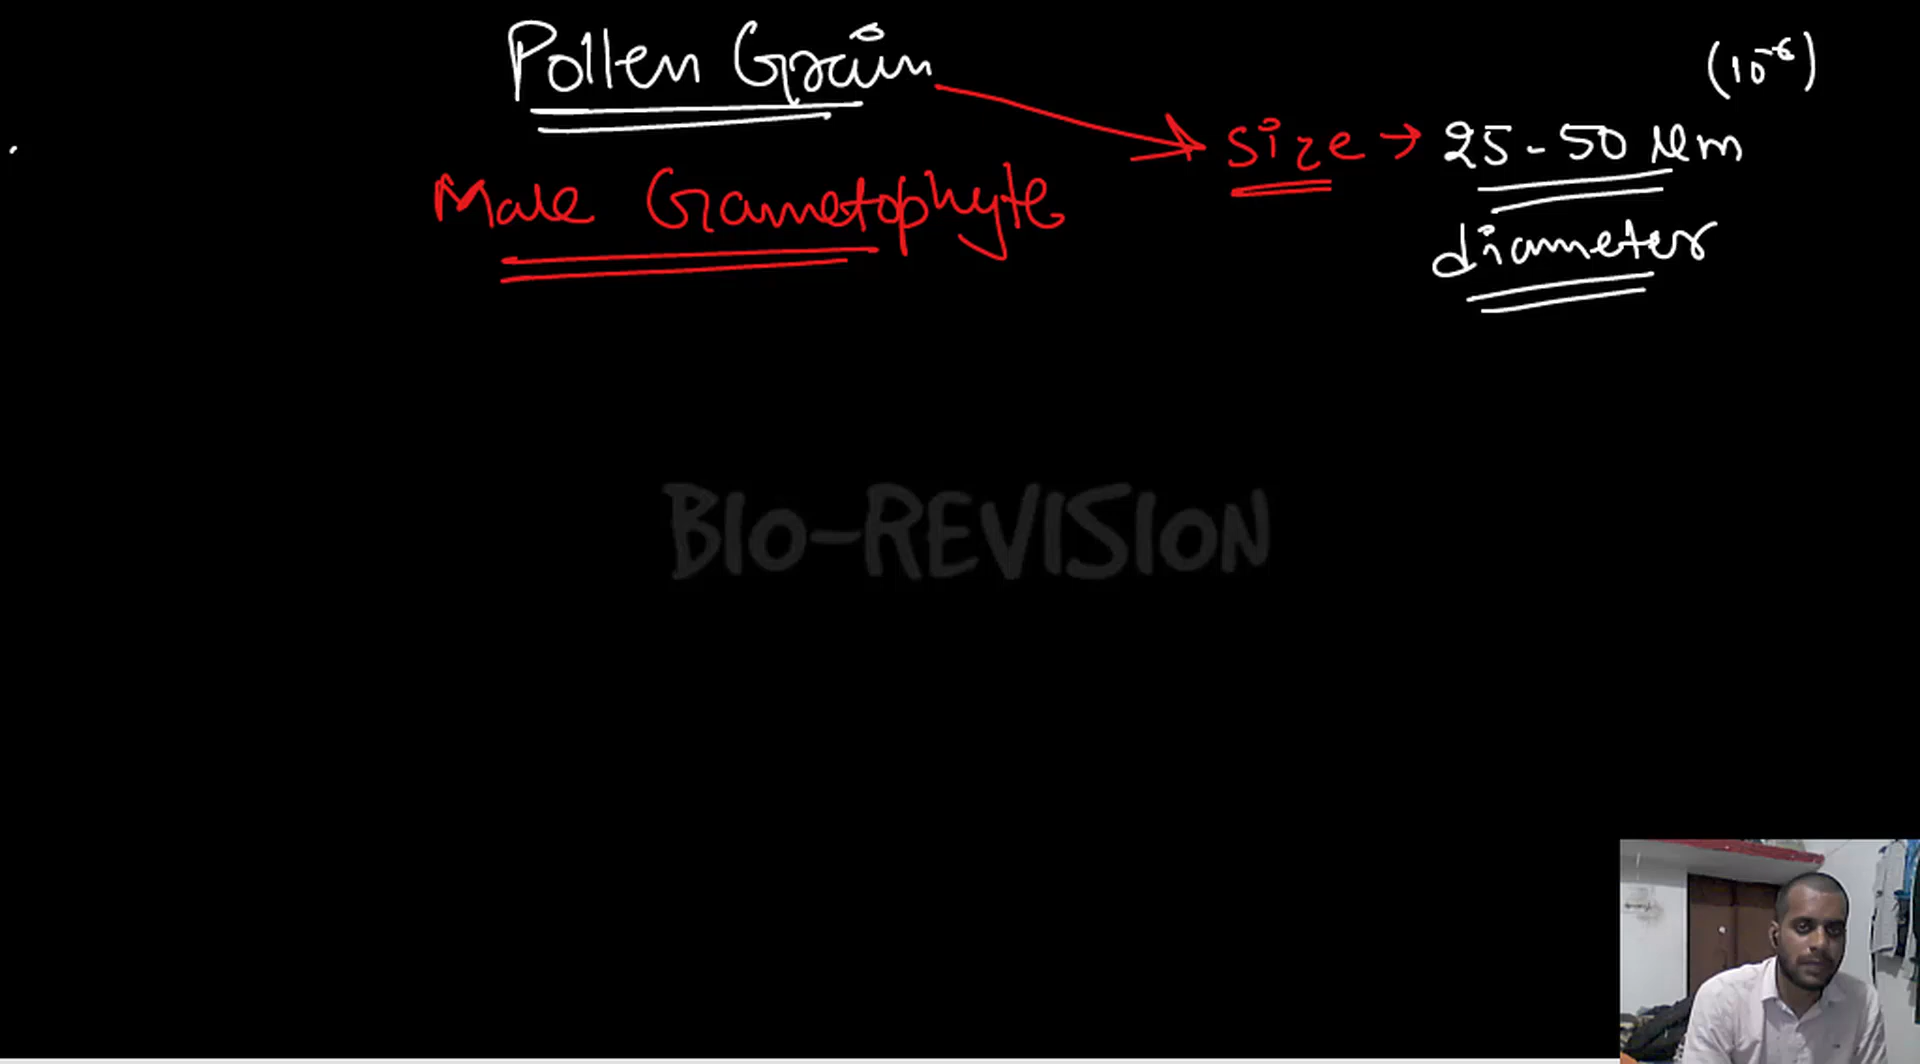 Pollen Grain
(10⁻⁶)
Size → 25-50 μm
diameter
Male Gametophyte
BIO-REVISION